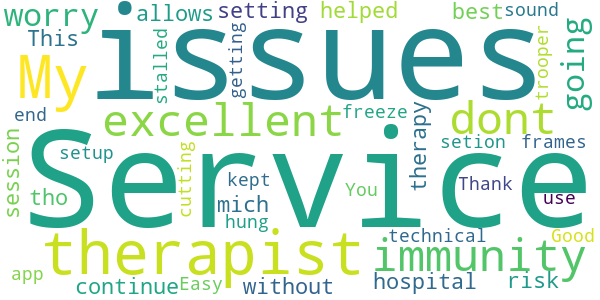 worry allows setting helped best sound
This My issues going
stalled getting trooper
excellent freeze dont
end Service therapy setion frames
session setup cutting kept You Thank use
tho mich hung technical Good
therapist immunity
app continue Easy without hospital risk